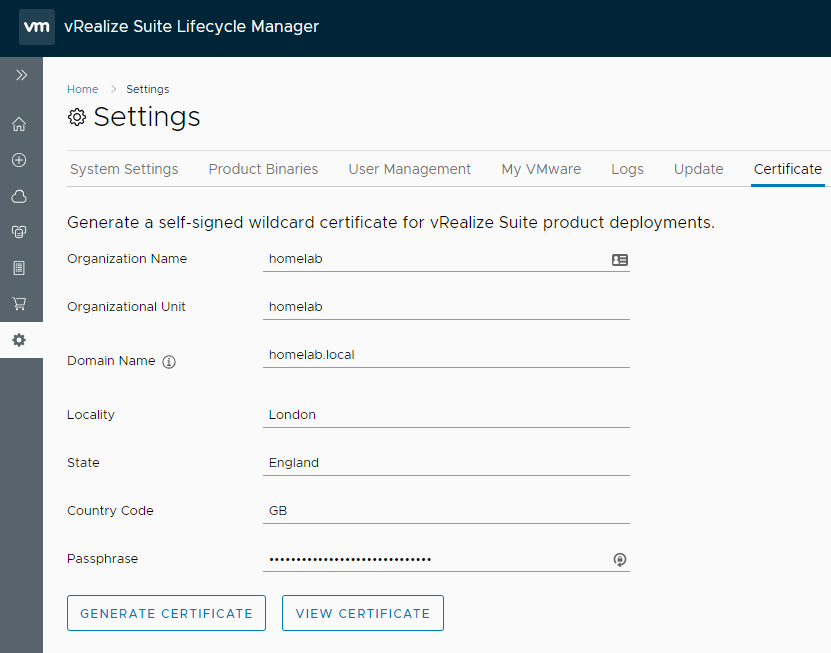 vm vRealize Suite Lifecycle Manager
Home > Settings
Settings
System Settings Product Binaries User Management My VMware Logs Update Certificate
Generate a self-signed wildcard certificate for vRealize Suite product deployments.
Organization Name homelab
Organizational Unit homelab
Domain Name homelab.local
Locality London
State England
Country Code GB
Passphrase ••••••••••••••••••••••••••••••
GENERATE CERTIFICATE VIEW CERTIFICATE